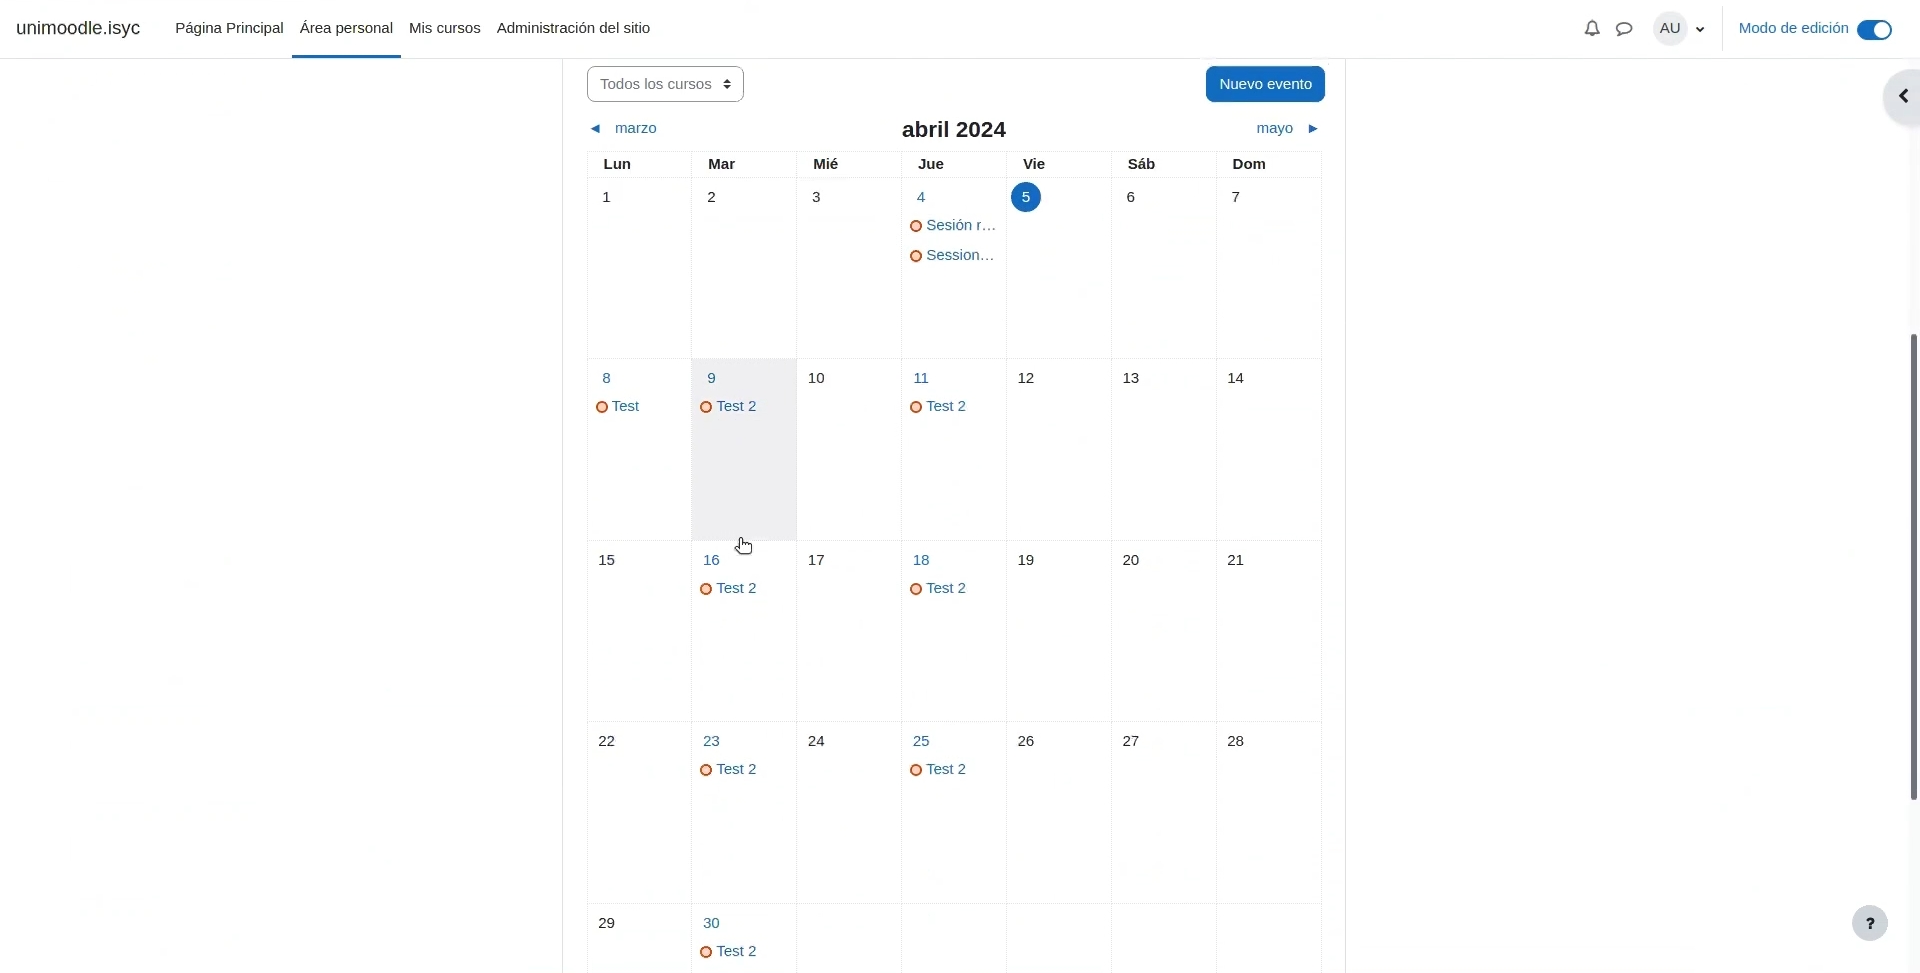 unimoodle.isyc Página Principal Área personal Mis cursos Administración del sitio AU Modo de edición
Todos los cursos Nuevo evento
◄ marzo abril 2024 mayo ►
Lun Mar Mié Jue Vie Sáb Dom
1 2 3 4 5 6 7
Sesión r...
Session...
8 9 10 11 12 13 14
Test Test 2 Test 2
15 16 17 18 19 20 21
Test 2 Test 2
22 23 24 25 26 27 28
Test 2 Test 2
29 30
?
Test 2